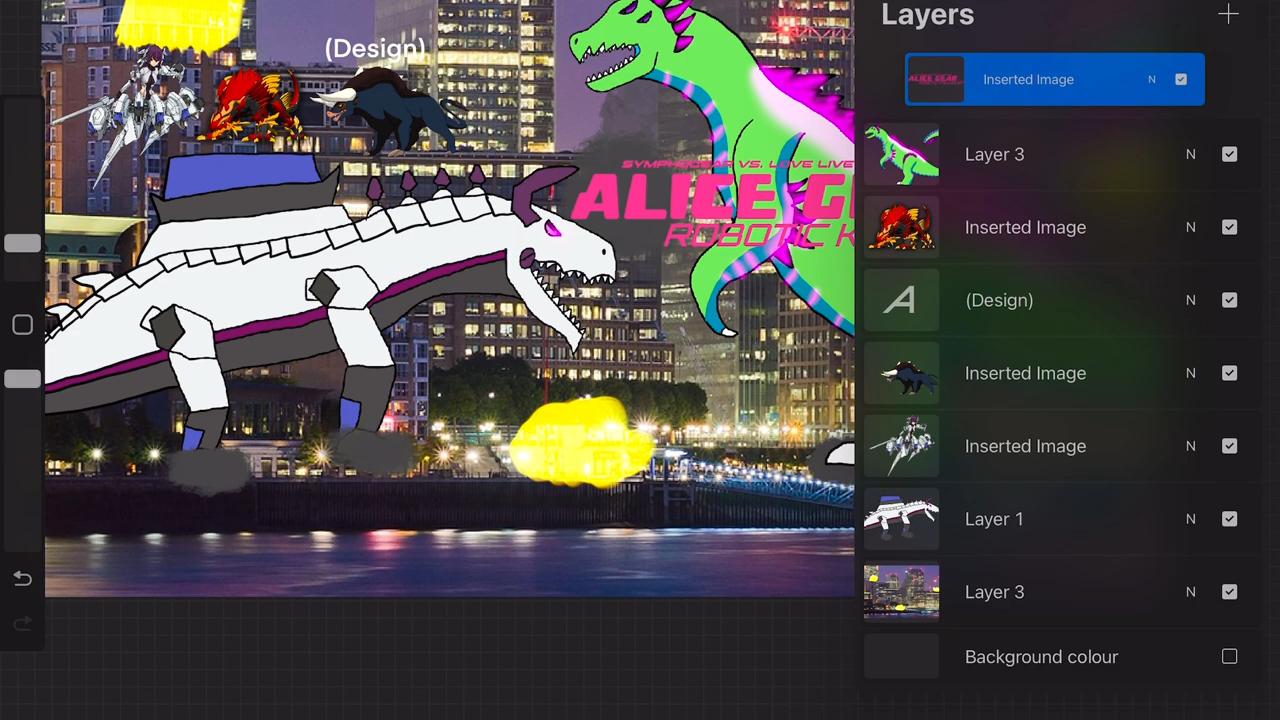 Layers
(Design)
Inserted Image
N
Layer 3
N
SYMPHOGEAR VS. LOVE LIVE
ALICE GE
ROBOTIC K
Inserted Image
N
(Design)
N
Inserted Image
N
Inserted Image
N
Layer 1
N
Layer 3
N
Background colour